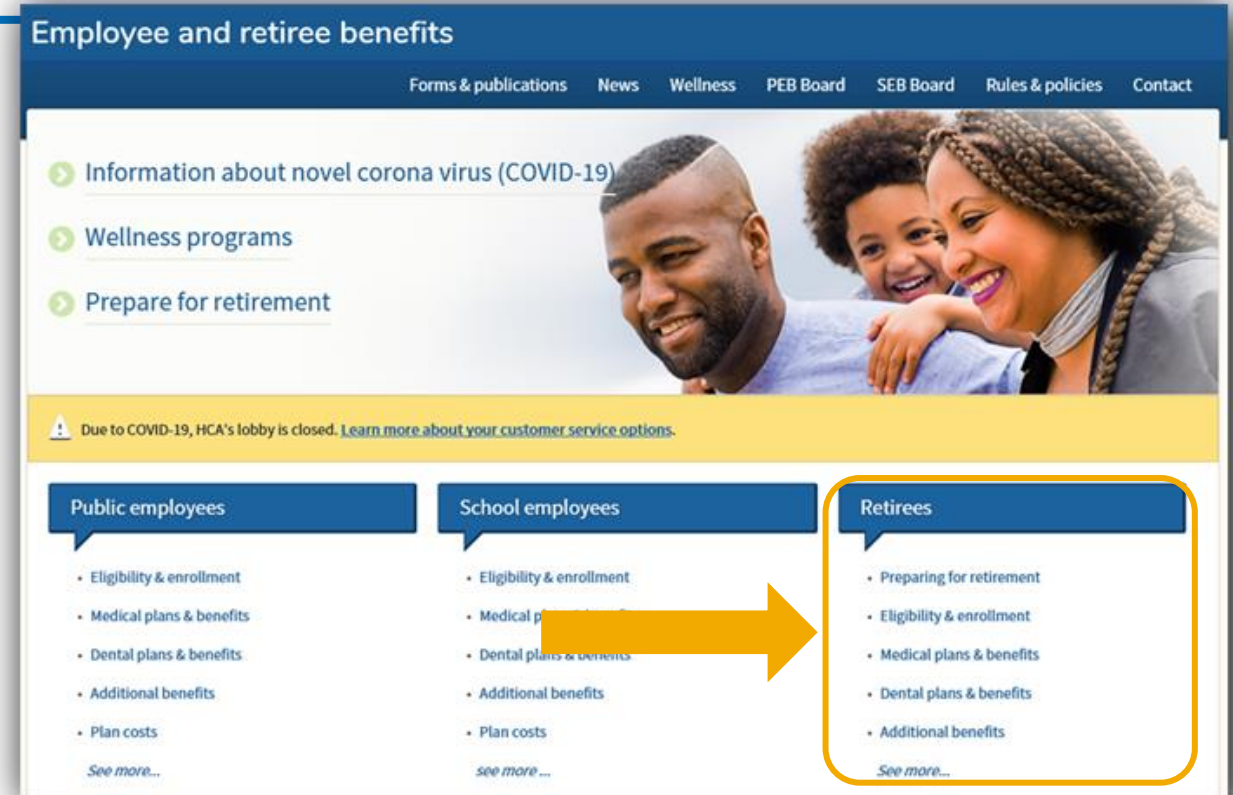 Employee and retiree benefits
Forms & publications News Wellness PEB Board SEB Board Rules & policies Contact
Information about novel corona virus (COVID-19)
Wellness programs
Prepare for retirement
Due to COVID-19, HCA's lobby is closed. Learn more about your customer service options.
Public employees
• Eligibility & enrollment
• Medical plans & benefits
• Dental plans & benefits
• Additional benefits
• Plan costs
See more...
School employees
• Eligibility & enrollment
• Medical
• Dental plans & benefits
• Additional benefits
• Plan costs
see more ...
Retirees
• Preparing for retirement
• Eligibility & enrollment
• Medical plans & benefits
• Dental plans & benefits
• Additional benefits
See more...